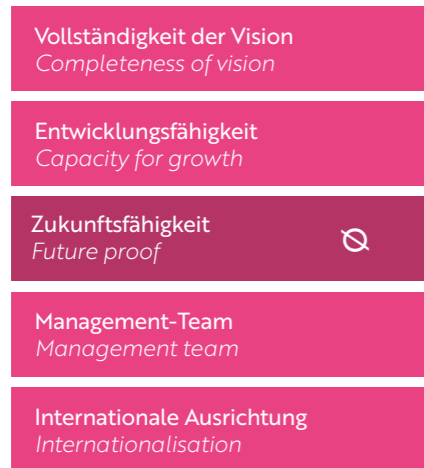 Vollständigkeit der Vision
Completeness of vision
Entwicklungsfähigkeit
Capacity for growth
Zukunftsfähigkeit
Future proof
Management-Team
Management team
Internationale Ausrichtung
Internationalisation